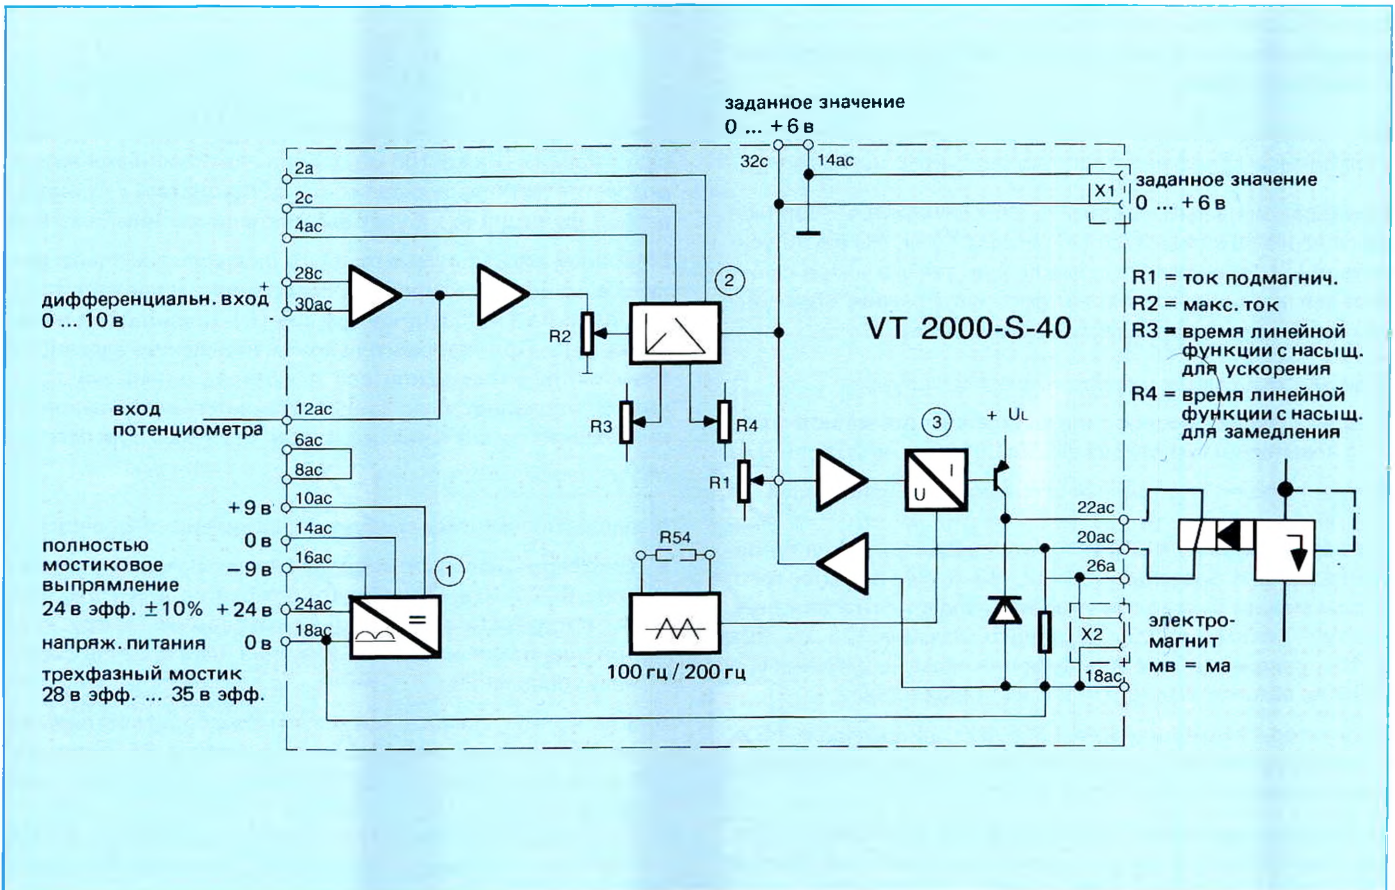 заданное значение
0 ... + 6 в
32c
14ac
2a
2c
4ac
28c
+
30ac
-
дифференциальн. вход
0 ... 10 в
X1
заданное значение
0 ... + 6 в
2
R2
VT 2000-S-40
R1 = ток подмагнич.
R2 = макс. ток
R3 = время линейной
функции с насыщ.
для ускорения
R4 = время линейной
функции с насыщ.
для замедления
вход
потенциометра
12ac
6ac
8ac
R3
R4
R1
3
+ UL
I
U
10ac
+9 в
14ac
0 в
16ac
−9 в
24ac
+24 в
18ac
0 в
1
=
полностью
мостиковое
выпрямление
24 в эфф. ±10%
напряж. питания
трехфазный мостик
28 в эфф. ... 35 в эфф.
R54
100 гц / 200 гц
22ac
20ac
26a
X2
18ac
электро-
магнит
мв = ма